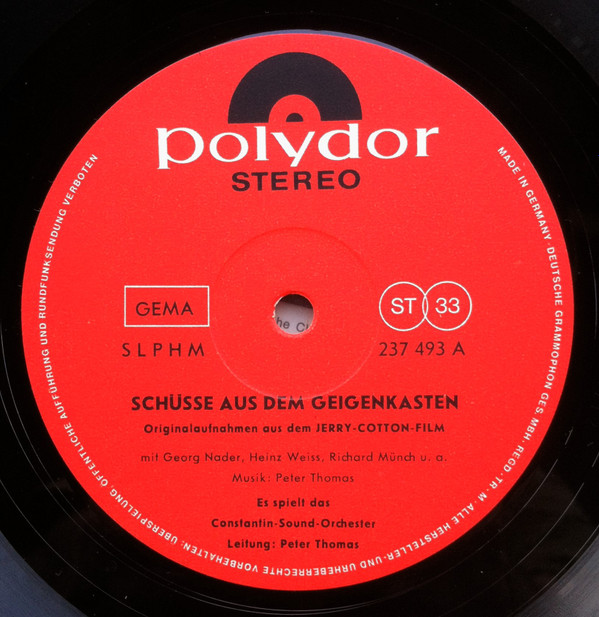 polydor
STEREO
GEMA
ST 33
SLPHM
237 493 A
he C
SCHÜSSE AUS DEM GEIGENKASTEN
Originalaufnahmen aus dem JERRY-COTTON-FILM
mit Georg Nader, Heinz Weiss, Richard Münch u. a.
Musik: Peter Thomas
Es spielt das
Constantin-Sound-Orchester
Leitung: Peter Thomas
MADE IN GERMANY · DEUTSCHE GRAMMOPHON GES. MBH · REGD · TR · M · ALLE HERSTELLER- UND URHEBERRECHTE VORBEHALTEN; ÜBERSPIELUNG, ÖFFENTLICHE AUFFÜHRUNG UND RUNDFUNKSENDUNG VERBOTEN